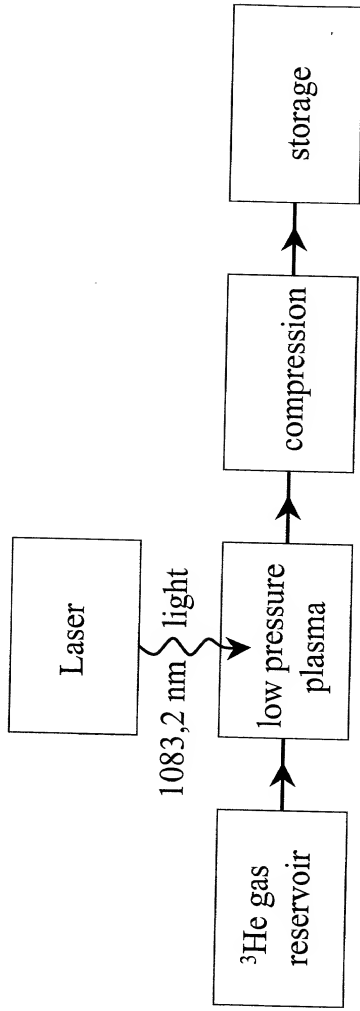 Laser
1083,2 nm light
³He gas
reservoir
low pressure
plasma
compression
storage